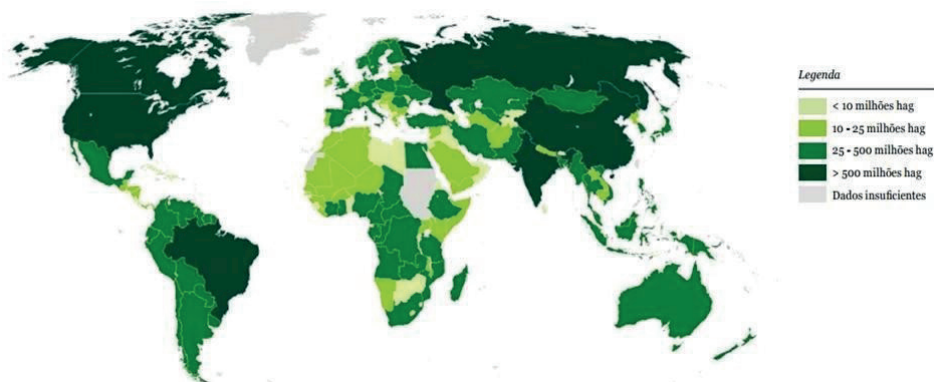 Legenda
< 10 milhões hag
10 - 25 milhões hag
25 - 500 milhões hag
> 500 milhões hag
Dados insuficientes